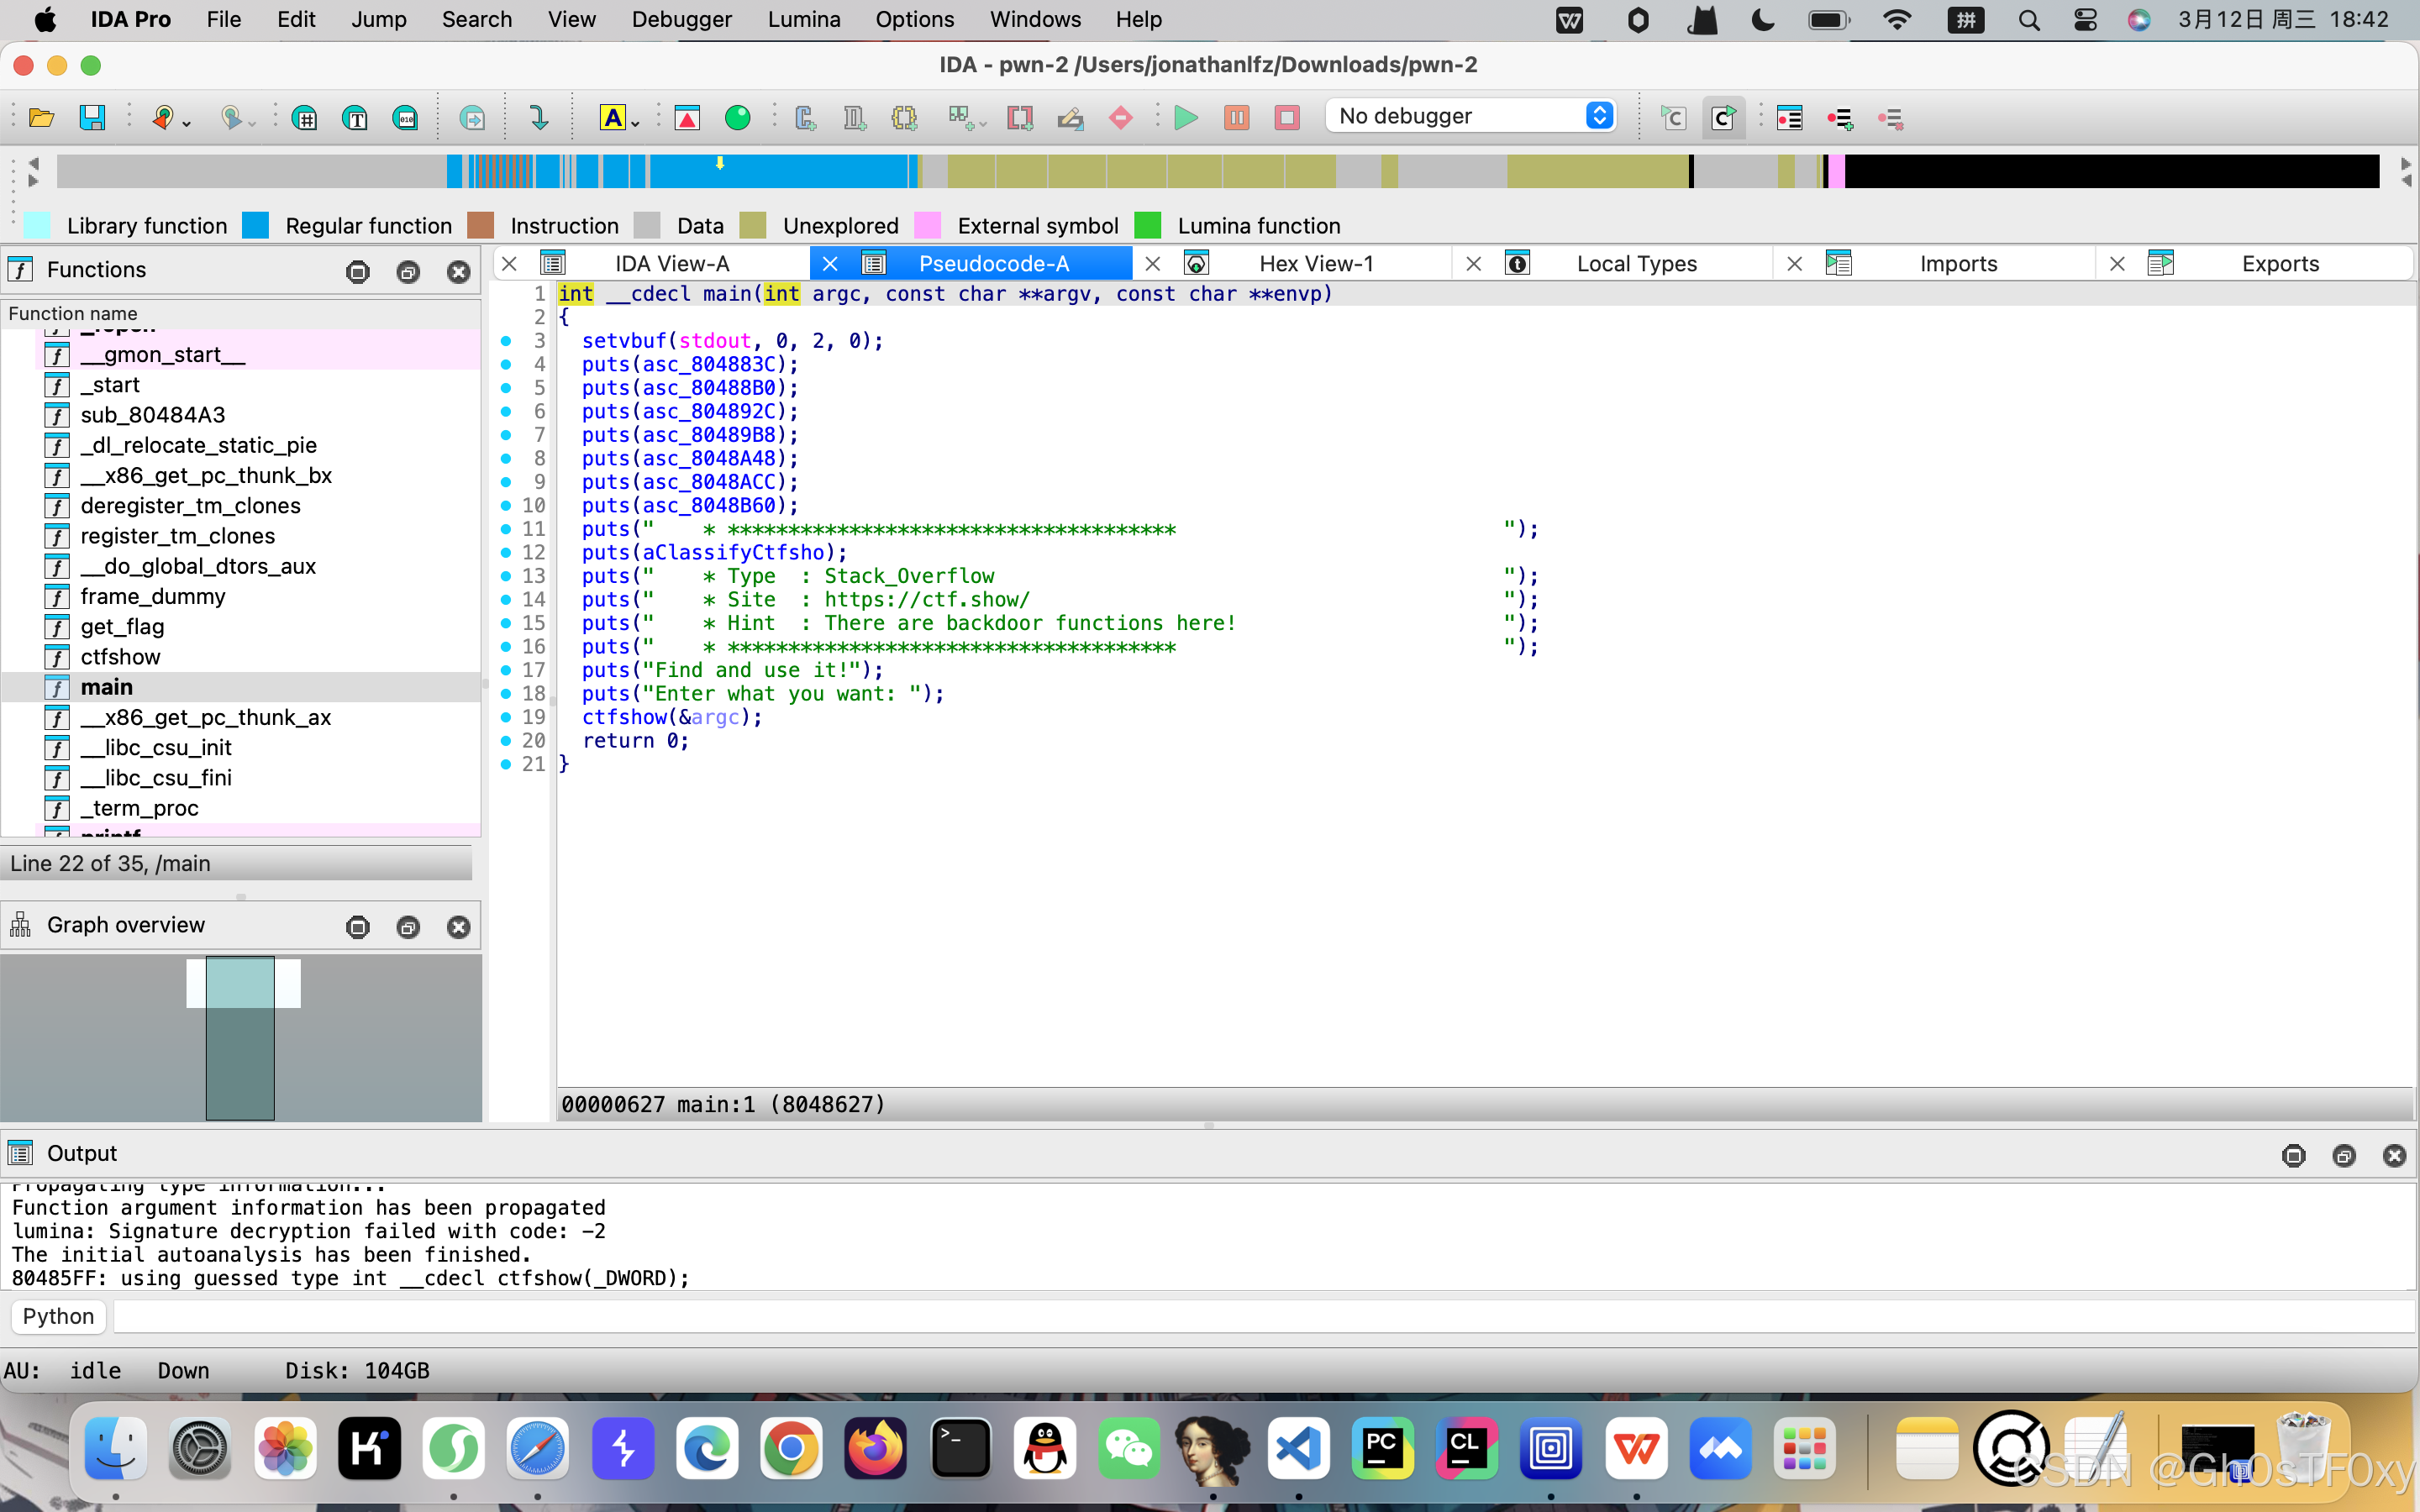 IDA Pro File Edit Jump Search View Debugger Lumina Options Windows Help 拼 3月12日 周三 18:42
IDA - pwn-2 /Users/jonathanlfz/Downloads/pwn-2
No debugger
Library function Regular function Instruction Data Unexplored External symbol Lumina function
Functions
Function name
__gmon_start__
_start
sub_80484A3
_dl_relocate_static_pie
__x86_get_pc_thunk_bx
deregister_tm_clones
register_tm_clones
__do_global_dtors_aux
frame_dummy
get_flag
ctfshow
main
__x86_get_pc_thunk_ax
__libc_csu_init
__libc_csu_fini
_term_proc
printf
Line 22 of 35, /main
Graph overview
IDA View-A Pseudocode-A Hex View-1 Local Types Imports Exports
1 int __cdecl main(int argc, const char **argv, const char **envp)
2 {
3 setvbuf(stdout, 0, 2, 0);
4 puts(asc_804883C);
5 puts(asc_80488B0);
6 puts(asc_804892C);
7 puts(asc_80489B8);
8 puts(asc_8048A48);
9 puts(asc_8048ACC);
10 puts(asc_8048B60);
11 puts("    * *************************************                           ");
12 puts(aClassifyCtfsho);
13 puts("    * Type  : Stack_Overflow                                          ");
14 puts("    * Site  : https://ctf.show/                                       ");
15 puts("    * Hint  : There are backdoor functions here!                      ");
16 puts("    * *************************************                           ");
17 puts("Find and use it!");
18 puts("Enter what you want: ");
19 ctfshow(&argc);
20 return 0;
21 }
00000627 main:1 (8048627)
Output
Propagating type information...
Function argument information has been propagated
lumina: Signature decryption failed with code: -2
The initial autoanalysis has been finished.
80485FF: using guessed type int __cdecl ctfshow(_DWORD);
Python
AU: idle Down Disk: 104GB
PC CL
CSDN @Gh0sTF0xy